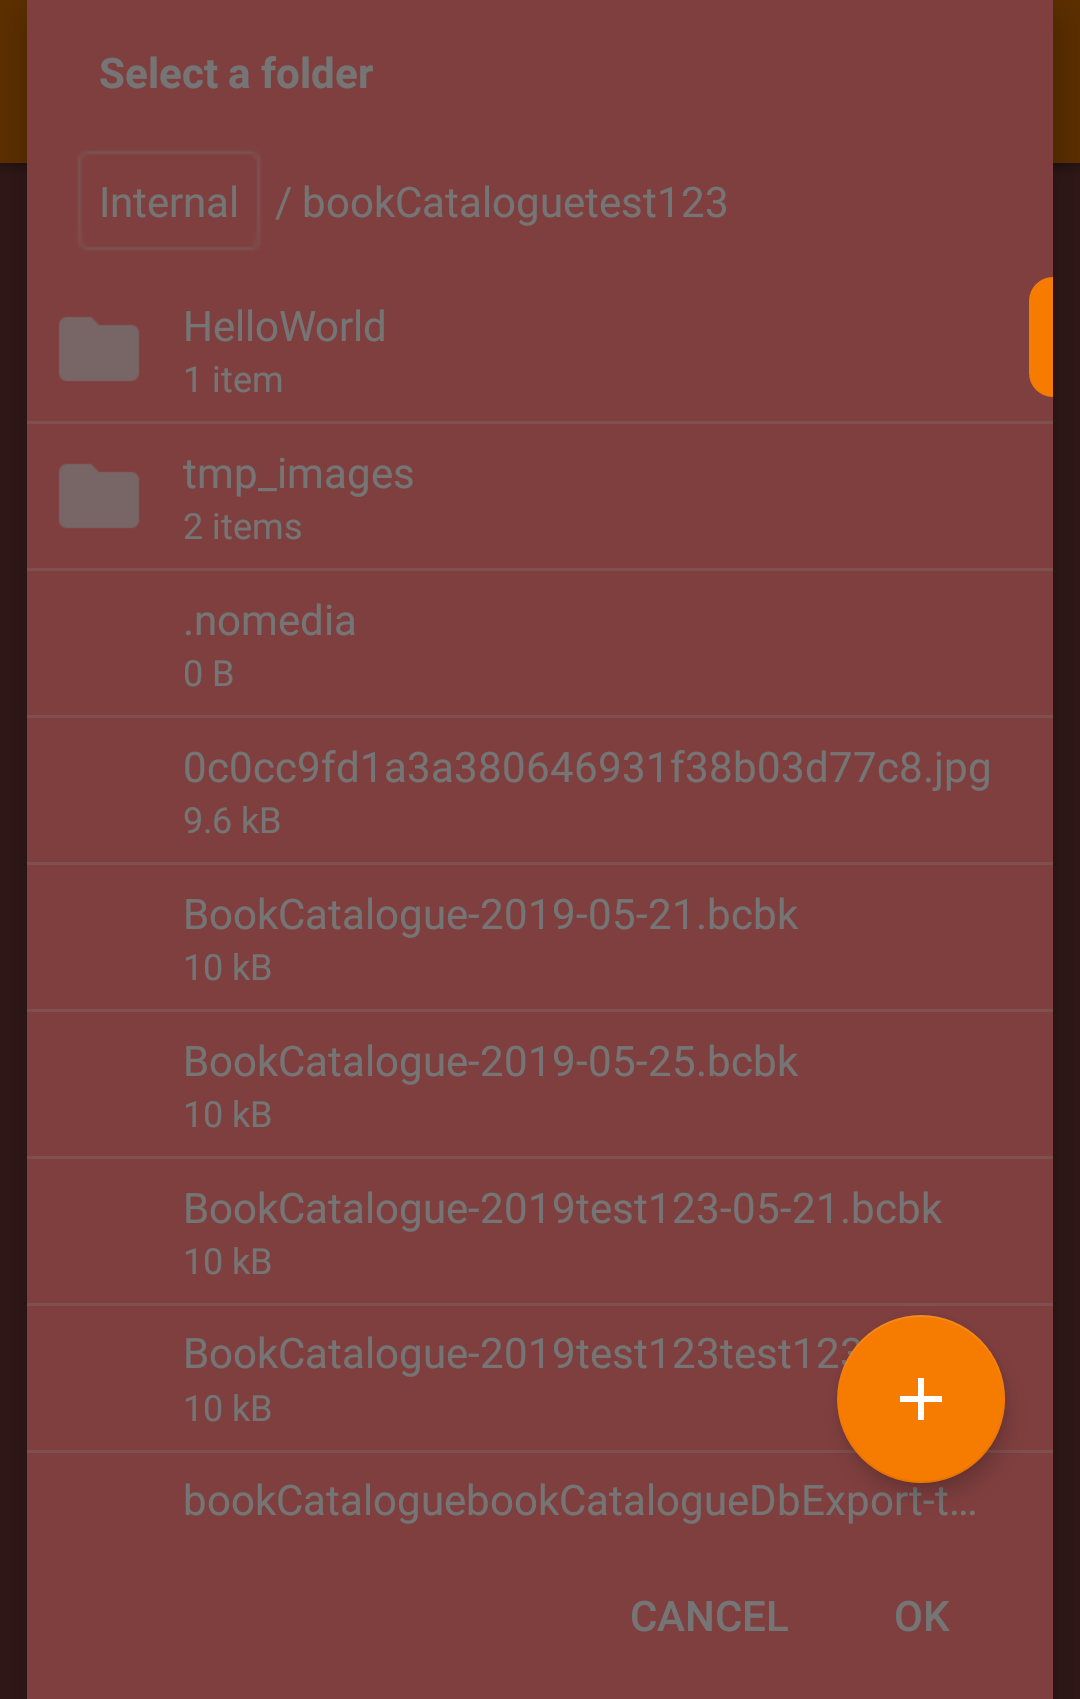 Select a folder
Internal / bookCataloguetest123
HelloWorld
1 item
tmp_images
2 items
.nomedia
0 B
0c0cc9fd1a3a380646931f38b03d77c8.jpg
9.6 kB
BookCatalogue-2019-05-21.bcbk
10 kB
BookCatalogue-2019-05-25.bcbk
10 kB
BookCatalogue-2019test123-05-21.bcbk
10 kB
BookCatalogue-2019test123test123
10 kB
bookCataloguebookCatalogueDbExport-t...
CANCEL OK